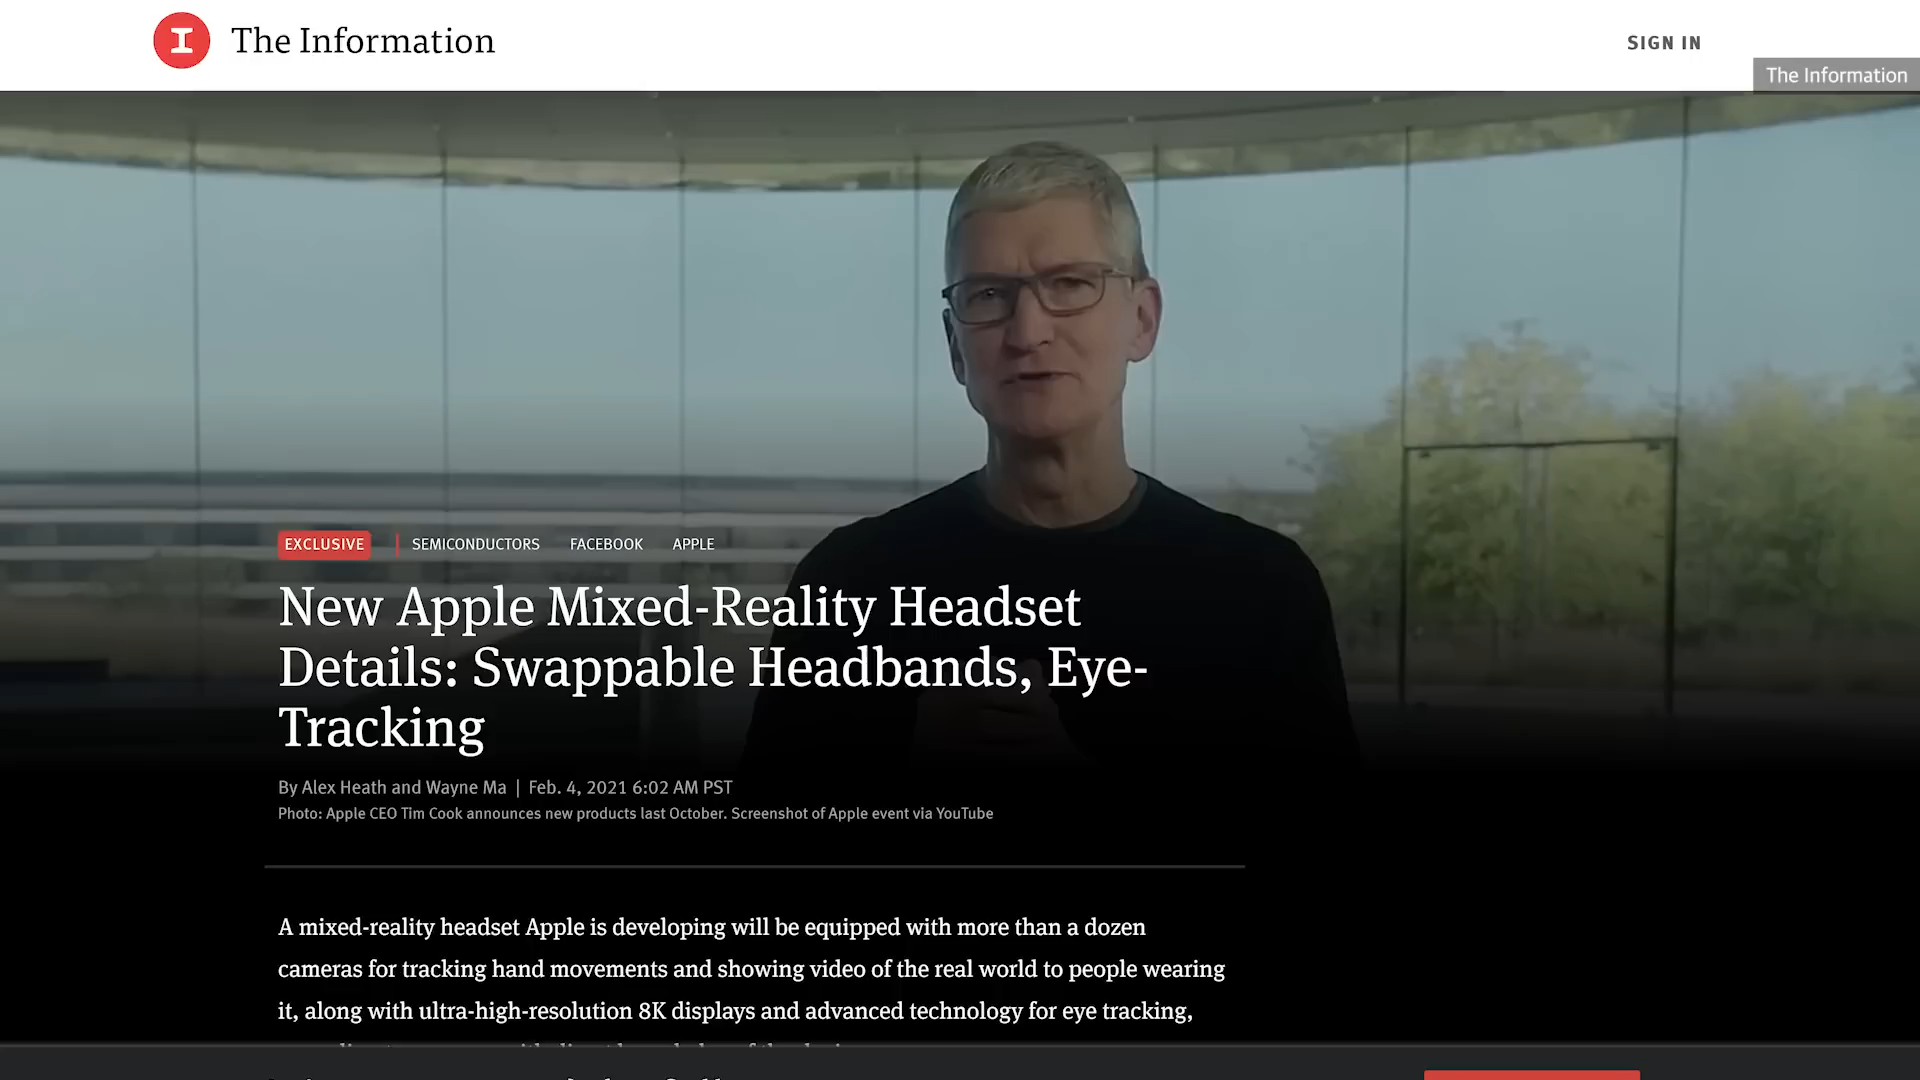 The Information
SIGN IN
The Information
EXCLUSIVE
SEMICONDUCTORS FACEBOOK APPLE
New Apple Mixed-Reality Headset
Details: Swappable Headbands, Eye-
Tracking
By Alex Heath and Wayne Ma | Feb. 4, 2021 6:02 AM PST
Photo: Apple CEO Tim Cook announces new products last October. Screenshot of Apple event via YouTube
A mixed-reality headset Apple is developing will be equipped with more than a dozen
cameras for tracking hand movements and showing video of the real world to people wearing
it, along with ultra-high-resolution 8K displays and advanced technology for eye tracking,